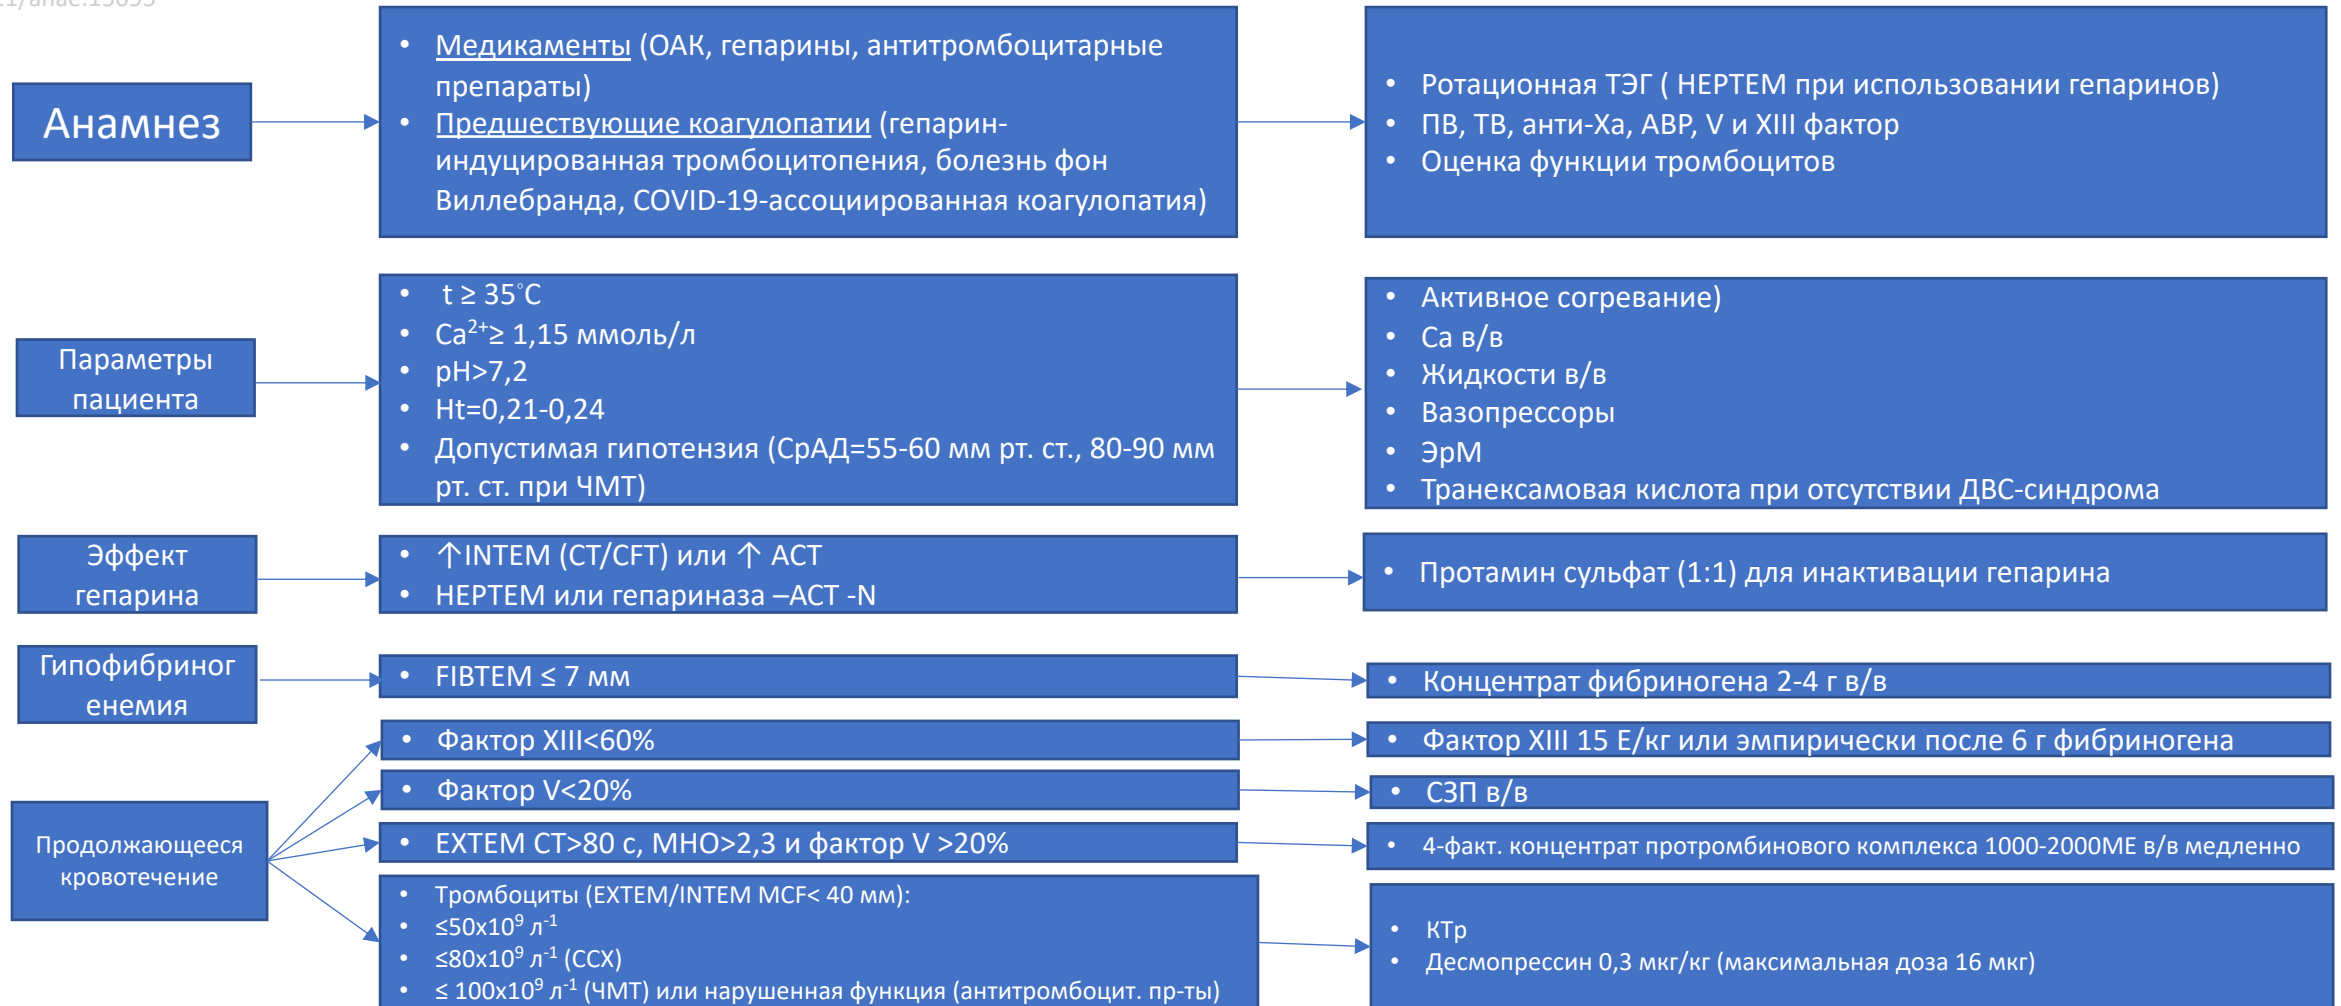 21/anae.15093
Анамнез
• Медикаменты (ОАК, гепарины, антитромбоцитарные
препараты)
• Предшествующие коагулопатии (гепарин-
индуцированная тромбоцитопения, болезнь фон
Виллебранда, COVID-19-ассоциированная коагулопатия)
• Ротационная ТЭГ ( НЕРТЕМ при использовании гепаринов)
• ПВ, ТВ, анти-Xa, АВР, V и XIII фактор
• Оценка функции тромбоцитов
Параметры
пациента
• t ≥ 35°C
• Ca²⁺≥ 1,15 ммоль/л
• pH>7,2
• Ht=0,21-0,24
• Допустимая гипотензия (СрАД=55-60 мм рт. ст., 80-90 мм
рт. ст. при ЧМТ)
• Активное согревание)
• Ca в/в
• Жидкости в/в
• Вазопрессоры
• ЭрМ
• Транексамовая кислота при отсутствии ДВС-синдрома
Эффект
гепарина
• ↑INTEM (CT/CFT) или ↑ ACT
• HEPTEM или гепариназа –ACT -N
• Протамин сульфат (1:1) для инактивации гепарина
Гипофибриног
енемия
• FIBTEM ≤ 7 мм
• Концентрат фибриногена 2-4 г в/в
Продолжающееся
кровотечение
• Фактор XIII<60%
• Фактор XIII 15 Е/кг или эмпирически после 6 г фибриногена
• Фактор V<20%
• СЗП в/в
• EXTEM CT>80 с, МНО>2,3 и фактор V >20%
• 4-факт. концентрат протромбинового комплекса 1000-2000МЕ в/в медленно
• Тромбоциты (EXTEM/INTEM MCF< 40 мм):
• ≤50x10⁹ л⁻¹
• ≤80x10⁹ л⁻¹ (ССХ)
• ≤ 100x10⁹ л⁻¹ (ЧМТ) или нарушенная функция (антитромбоцит. пр-ты)
• КТр
• Десмопрессин 0,3 мкг/кг (максимальная доза 16 мкг)